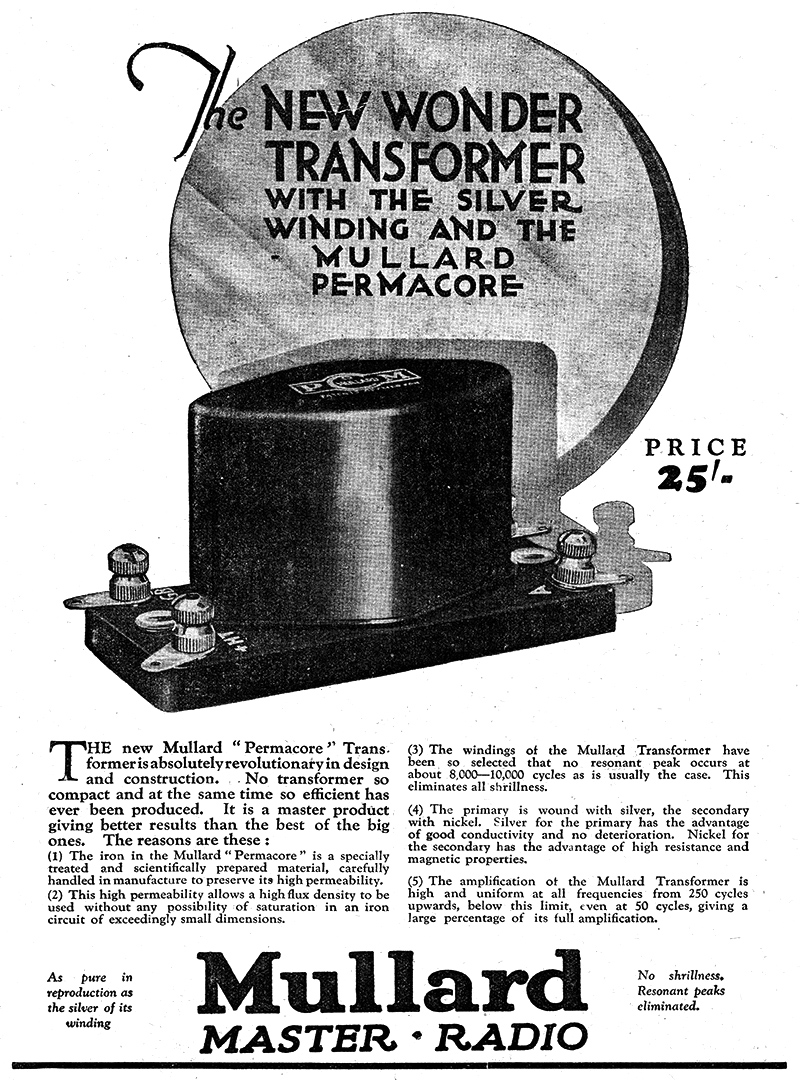 The NEW WONDER
TRANSFORMER
WITH THE SILVER
WINDING AND THE
MULLARD
PERMACORE
P M
MULLARD
PRICE
25/-
GB
HT+
A
THE new Mullard “Permacore” Trans-
former is absolutely revolutionary in design
and construction. No transformer so
compact and at the same time so efficient has
ever been produced. It is a master product
giving better results than the best of the big
ones. The reasons are these :
(1) The iron in the Mullard “Permacore” is a specially
treated and scientifically prepared material, carefully
handled in manufacture to preserve its high permeability.
(2) This high permeability allows a high flux density to be
used without any possibility of saturation in an iron
circuit of exceedingly small dimensions.
(3) The windings of the Mullard Transformer have
been so selected that no resonant peak occurs at
about 8,000—10,000 cycles as is usually the case. This
eliminates all shrillness.
(4) The primary is wound with silver, the secondary
with nickel. Silver for the primary has the advantage
of good conductivity and no deterioration. Nickel for
the secondary has the advantage of high resistance and
magnetic properties.
(5) The amplification of the Mullard Transformer is
high and uniform at all frequencies from 250 cycles
upwards, below this limit, even at 50 cycles, giving a
large percentage of its full amplification.
As pure in
reproduction as
the silver of its
winding
Mullard
MASTER · RADIO
No shrillness.
Resonant peaks
eliminated.